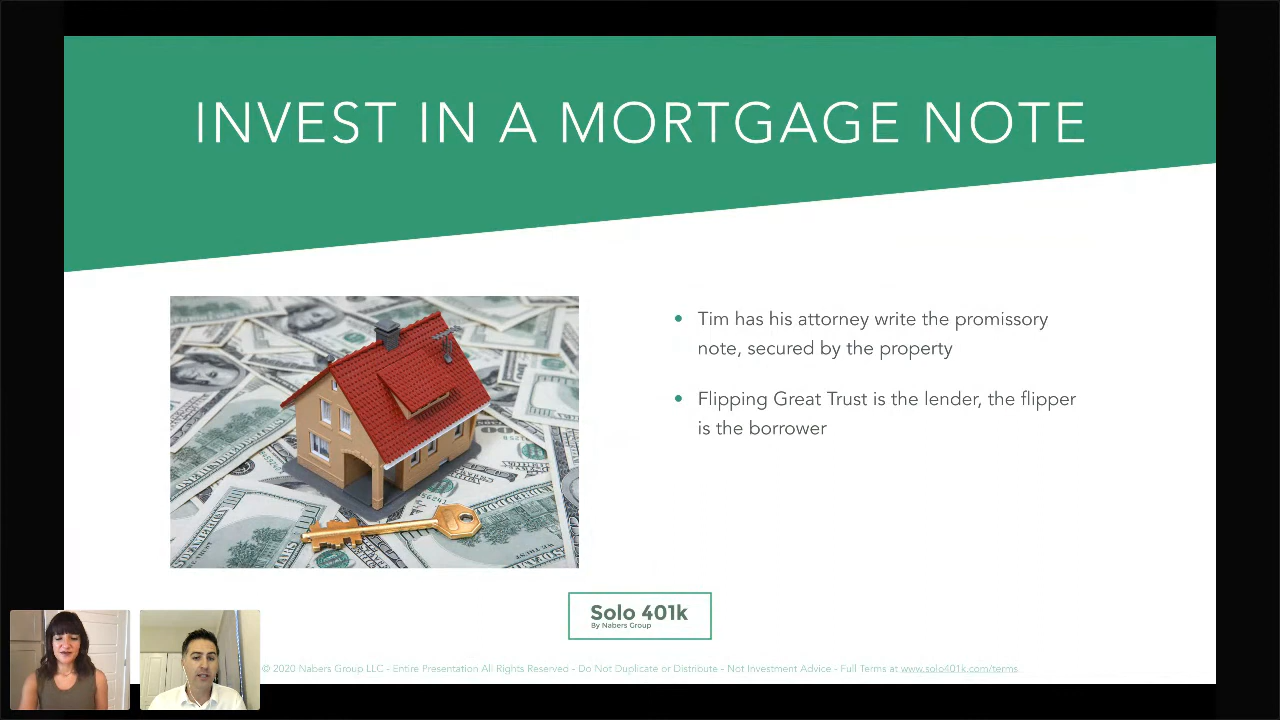 INVEST IN A MORTGAGE NOTE
• Tim has his attorney write the promissory
note, secured by the property
• Flipping Great Trust is the lender, the flipper
is the borrower
Solo 401k
By Nabers Group
© 2020 Nabers Group LLC - Entire Presentation All Rights Reserved - Do Not Duplicate or Distribute - Not Investment Advice - Full Terms at www.solo401k.com/terms